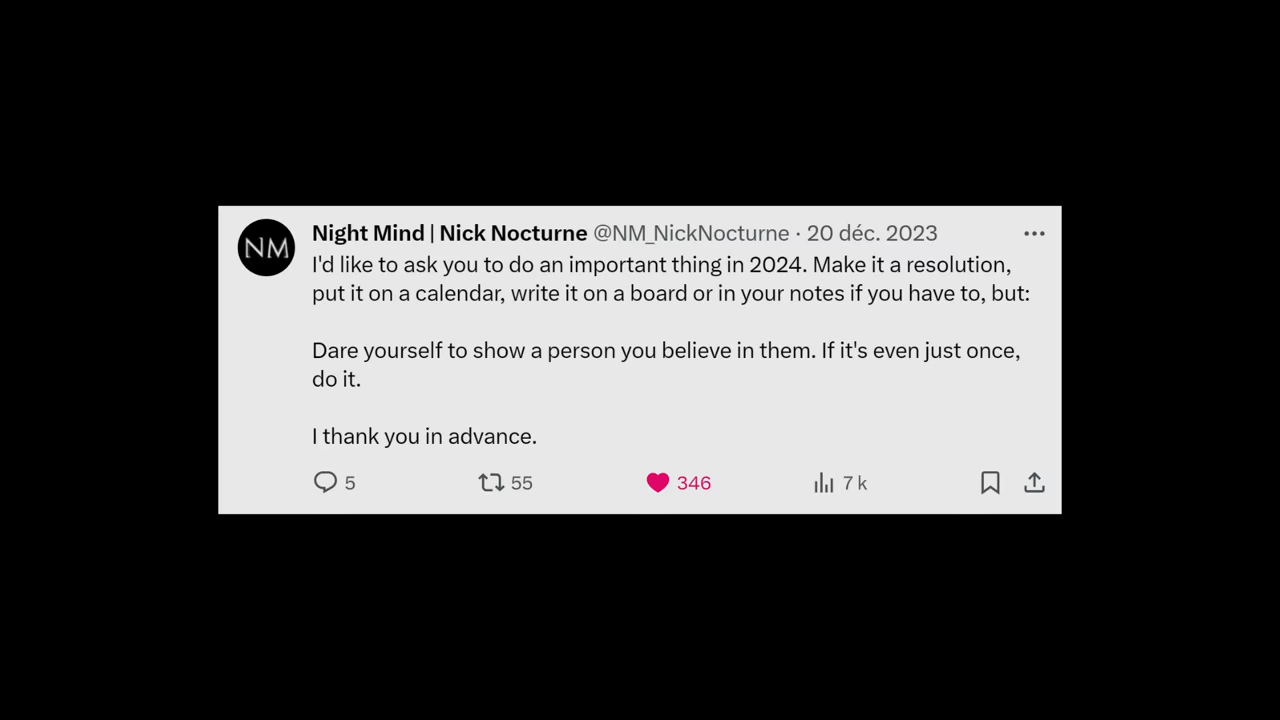 NM
Night Mind | Nick Nocturne @NM_NickNocturne · 20 déc. 2023
I'd like to ask you to do an important thing in 2024. Make it a resolution,
put it on a calendar, write it on a board or in your notes if you have to, but:
Dare yourself to show a person you believe in them. If it's even just once,
do it.
I thank you in advance.
5 55 346 7 k